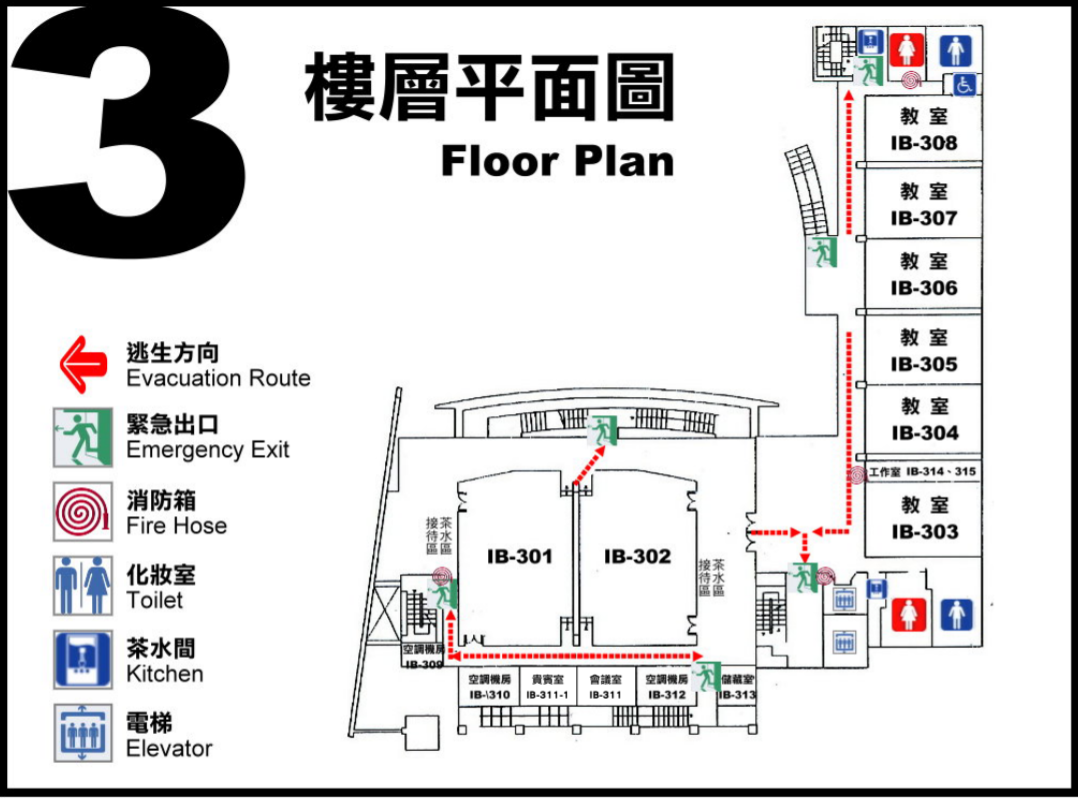 3
樓層平面圖
Floor Plan
逃生方向
Evacuation Route
緊急出口
Emergency Exit
消防箱
Fire Hose
化妝室
Toilet
茶水間
Kitchen
電梯
Elevator
教室
IB-308
教室
IB-307
教室
IB-306
教室
IB-305
教室
IB-304
工作室 IB-314、315
教室
IB-303
茶水區
接待區
IB-301
IB-302
茶水區
接待區
空調機房
IB-309
空調機房
IB-\310
貴賓室
IB-311-1
會議室
IB-311
空調機房
IB-312
儲藏室
IB-313